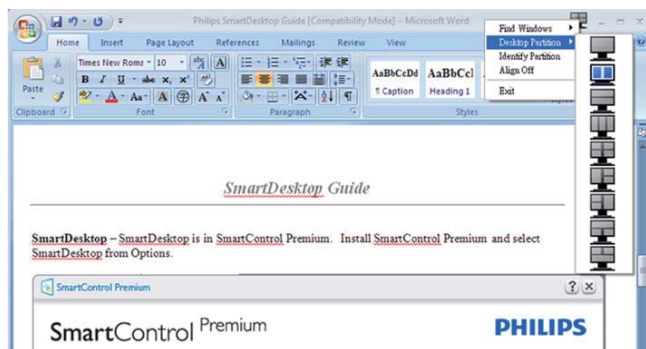 Philips SmartDesktop Guide [Compatibility Mode] - Microsoft Word
Home Insert Page Layout References Mailings Review View
Find Windows
Desktop Partition
Identify Partition
Align Off
Exit
Paste
Times New Roma 10
B I U abc x, x²
Aa A A A
AaBbCcDd AaBbCcl
¶ Caption Heading 1
Clipboard Font Paragraph Styles
SmartDesktop Guide
SmartDesktop – SmartDesktop is in SmartControl Premium. Install SmartControl Premium and select
SmartDesktop from Options.
SmartControl Premium
SmartControl Premium PHILIPS